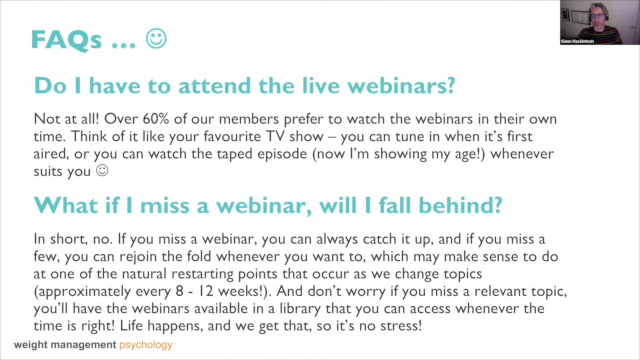 FAQs ... ☺
Do I have to attend the live webinars?
Not at all! Over 60% of our members prefer to watch the webinars in their own
time. Think of it like your favourite TV show – you can tune in when it's first
aired, or you can watch the taped episode (now I'm showing my age!) whenever
suits you ☺
What if I miss a webinar, will I fall behind?
In short, no. If you miss a webinar, you can always catch it up, and if you miss a
few, you can rejoin the fold whenever you want to, which may make sense to do
at one of the natural restarting points that occur as we change topics
(approximately every 8 - 12 weeks!). And don't worry if you miss a relevant topic,
you'll have the webinars available in a library that you can access whenever the
time is right! Life happens, and we get that, so it's no stress!
weight management psychology
Glenn Mackintosh